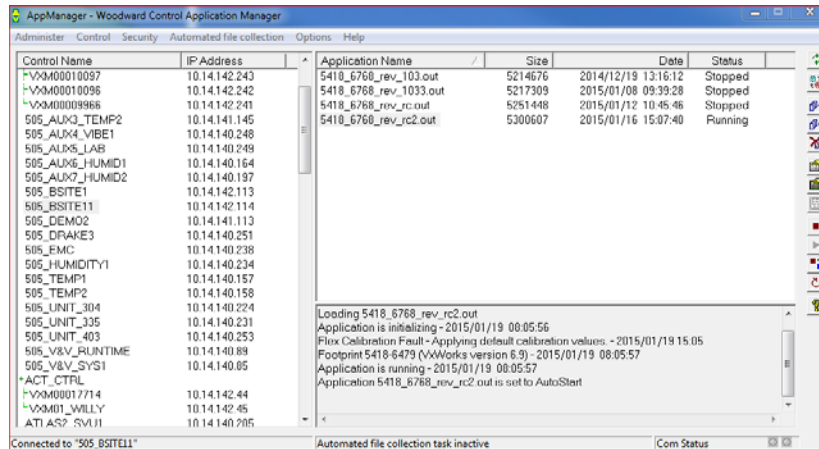 AppManager - Woodward Control Application Manager
Administer Control Security Automated file collection Options Help
Control Name IP Address
VXM00010097 10.14.142.243
VXM00010096 10.14.142.242
VXM00009966 10.14.142.241
505_AUX3_TEMP2 10.14.141.145
505_AUX4_VIBE1 10.14.140.248
505_AUX5_LAB 10.14.140.249
505_AUX6_HUMID1 10.14.140.164
505_AUX7_HUMID2 10.14.140.197
505_BSITE1 10.14.142.113
505_BSITE11 10.14.142.114
505_DEMO2 10.14.141.113
505_DRAKE3 10.14.140.251
505_EMC 10.14.140.238
505_HUMIDITY1 10.14.140.234
505_TEMP1 10.14.140.157
505_TEMP2 10.14.140.158
505_UNIT_304 10.14.140.224
505_UNIT_335 10.14.140.231
505_UNIT_403 10.14.140.253
505_V&V_RUNTIME 10.14.140.89
505_V&V_SYS1 10.14.140.85
+ACT_CTRL
VXM00017714 10.14.142.44
VXM01_WILLY 10.14.142.45
ATLAS2_SVU1 10.14.140.205
Application Name Size Date Status
5418_6768_rev_103.out 5214676 2014/12/19 13:16:12 Stopped
5418_6768_rev_1033.out 5217309 2015/01/08 09:39:28 Stopped
5418_6768_rev_rc.out 5251448 2015/01/12 10:45:46 Stopped
5418_6768_rev_rc2.out 5300607 2015/01/16 15:07:40 Running
Loading 5418_6768_rev_rc2.out
Application is initializing - 2015/01/19 08:05:56
Flex Calibration Fault - Applying default calibration values. - 2015/01/19 15:05
Footprint 5418-6479 (VxWorks version 6.9) - 2015/01/19 08:05:57
Application is running - 2015/01/19 08:05:57
Application 5418_6768_rev_rc2.out is set to AutoStart
Connected to "505_BSITE11" Automated file collection task inactive Com Status